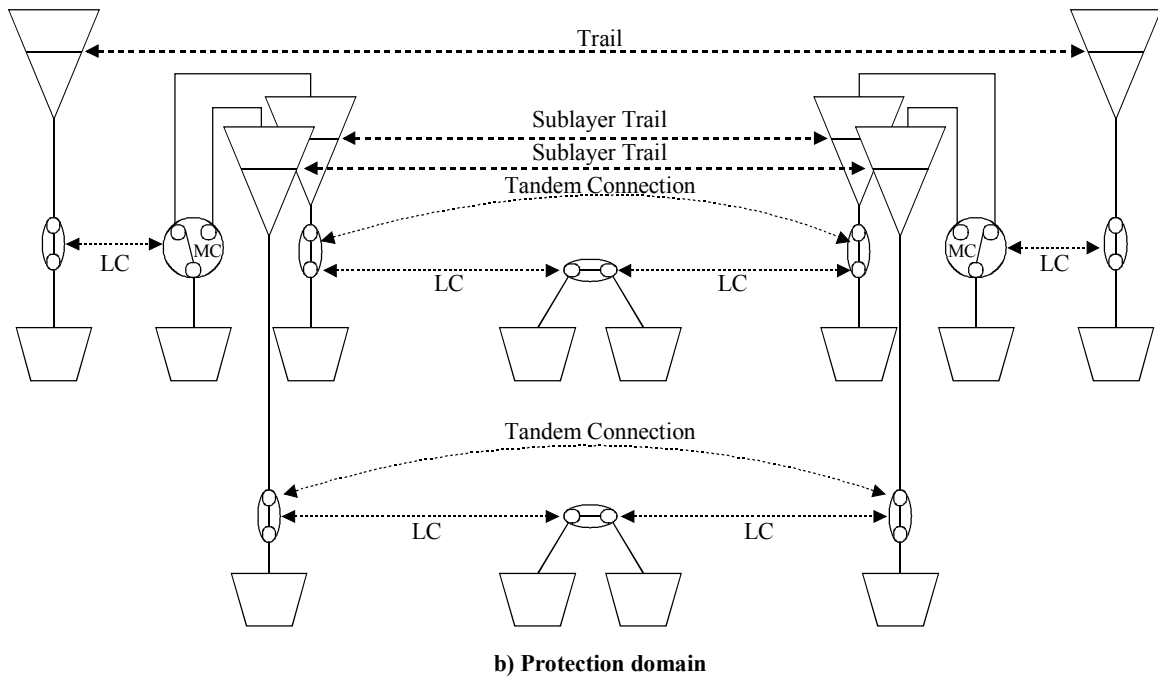 Trail
Sublayer Trail
Sublayer Trail
Tandem Connection
MC
MC
LC
LC
LC
LC
Tandem Connection
LC
LC
b) Protection domain